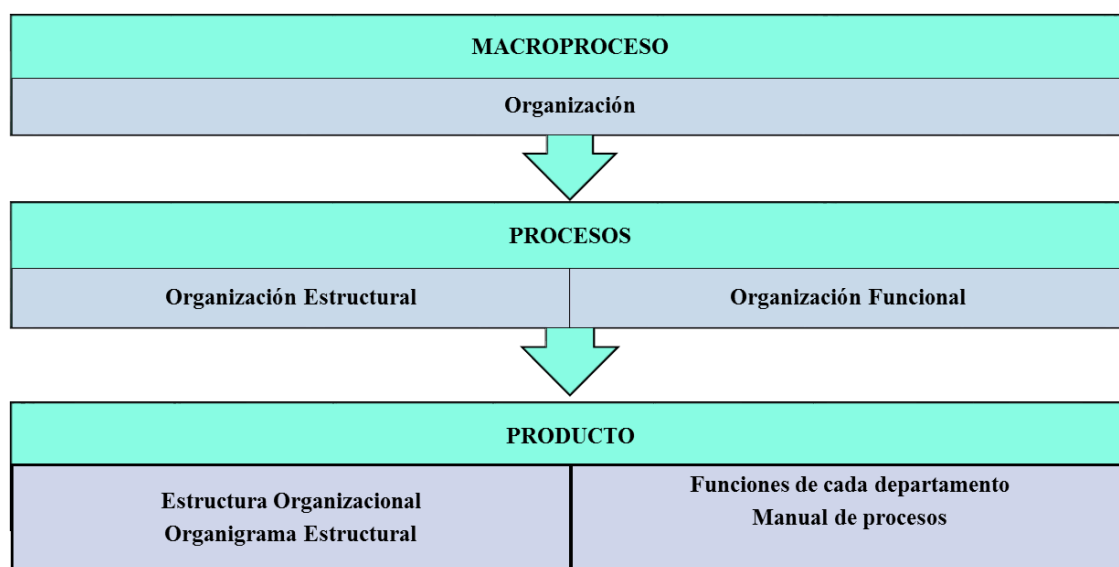 MACROPROCESO
Organización
PROCESOS
Organización Estructural
Organización Funcional
PRODUCTO
Estructura Organizacional
Organigrama Estructural
Funciones de cada departamento
Manual de procesos